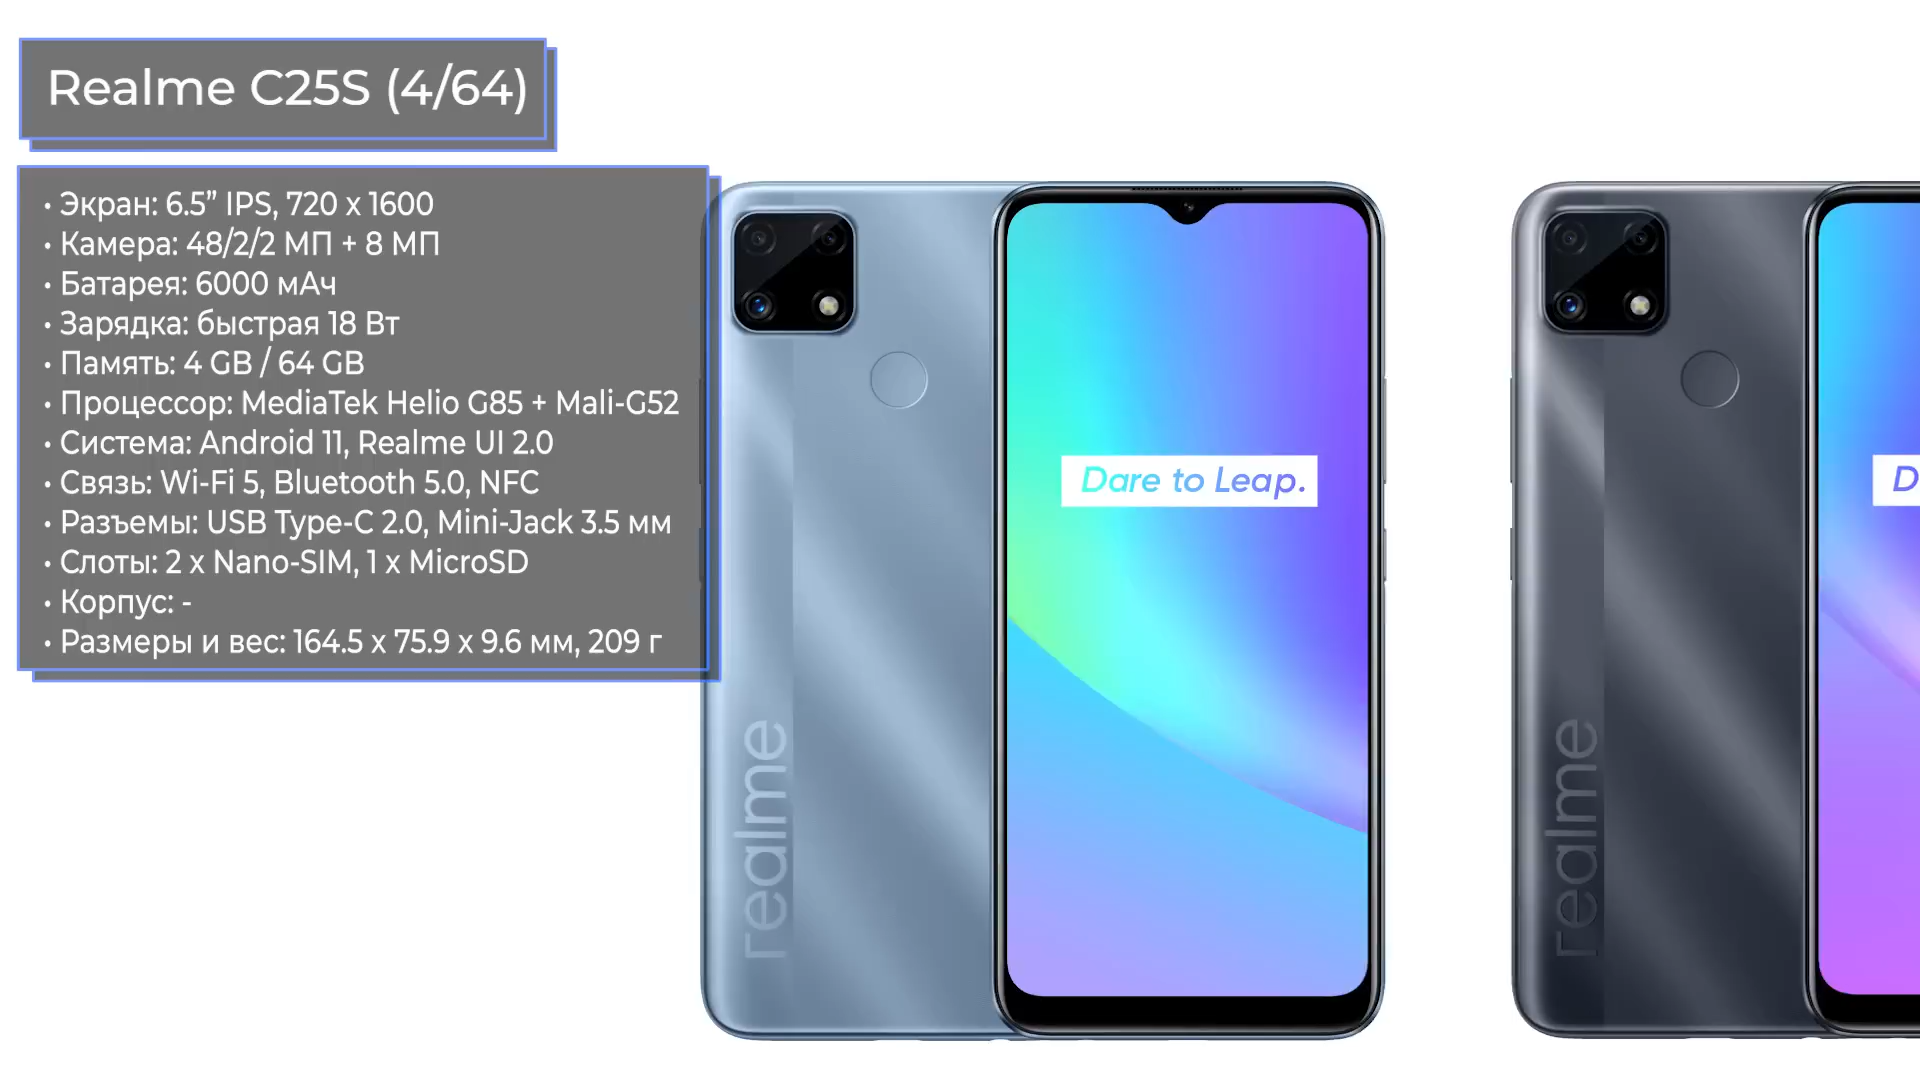 Realme C25S (4/64)
• Экран: 6.5” IPS, 720 x 1600
• Камера: 48/2/2 МП + 8 МП
• Батарея: 6000 мАч
• Зарядка: быстрая 18 Вт
• Память: 4 GB / 64 GB
• Процессор: MediaTek Helio G85 + Mali-G52
• Система: Android 11, Realme UI 2.0
• Связь: Wi-Fi 5, Bluetooth 5.0, NFC
• Разъемы: USB Type-C 2.0, Mini-Jack 3.5 мм
• Слоты: 2 x Nano-SIM, 1 x MicroSD
• Корпус: -
• Размеры и вес: 164.5 x 75.9 x 9.6 мм, 209 г
realme
Dare to Leap.
realme
D